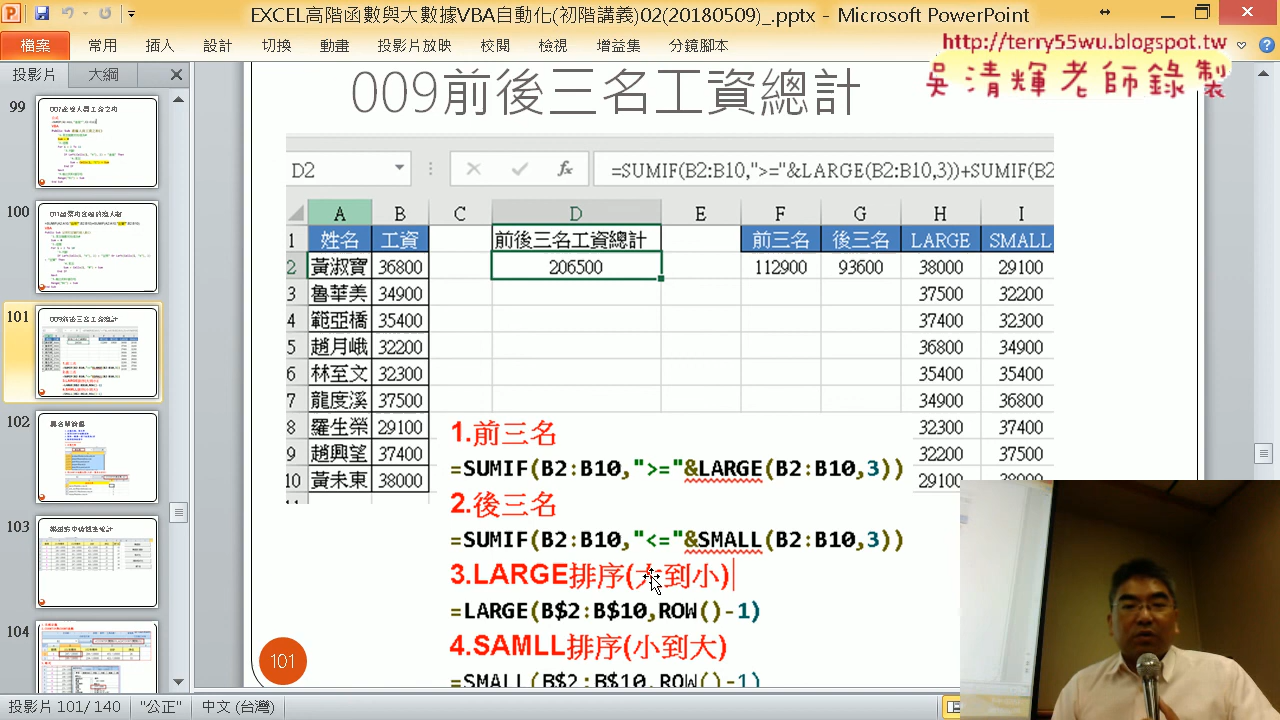 EXCEL高階函數與大數據VBA自動化(初階講義)02(20180509)_.pptx - Microsoft PowerPoint
檔案 常用 插入 設計 切換 動畫 投影片放映 校閱 檢視 增益集 分鏡腳本
http://terry55wu.blogspot.tw
吳清輝老師錄製
投影片 大綱
99
100
101
102
103
104
009前後三名工資總計
D2 fx =SUMIF(B2:B10,">="&LARGE(B2:B10,3))+SUMIF(B2
A B C D E F G H I
1 姓名 工資 前後三名工資總計 前三名 後三名 LARGE SMALL
2 黃淑寶 36800 206500 112900 93600 38000 29100
3 魯華美 34900 37500 32200
4 範亞橋 35400 37400 32300
5 趙月峨 32200 36800 34900
6 林至文 32300 35400 35400
7 龍度溪 37500 34900 36800
8 羅生榮 29100 32300 37400
9 趙興望 37400 32200 37500
10 黃未東 38000 29100
1.前三名
=SUMIF(B2:B10,">="&LARGE(B2:B10,3))
2.後三名
=SUMIF(B2:B10,"<="&SMALL(B2:B10,3))
3.LARGE排序(大到小)
=LARGE(B$2:B$10,ROW()-1)
4.SAMLL排序(小到大)
=SMALL(B$2:B$10,ROW()-1)
101
投影片 101/ 140 "公正" 中文 (台灣)